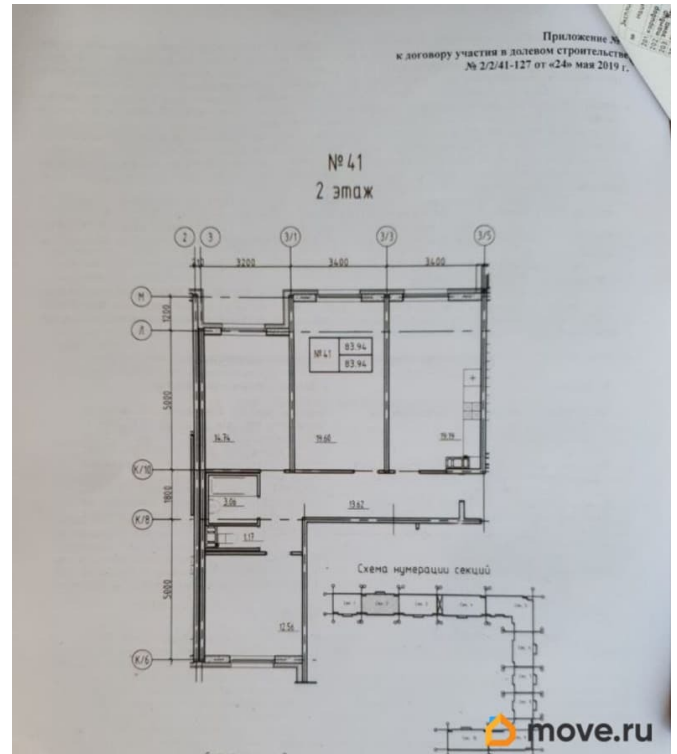 Приложение №
к договору участия в долевом строительстве
№ 2/2/41-127 от «24» мая 2019 г.
№ 41
2 этаж
2 3 3/1 3/3 3/5
210 3200 3400 3400
М
1200
Л
№ 41 83.94
83.94
5000
14.74 19.60 19.19
К/10
1800
3.06
13.62
К/8
1.17
Схема нумерации секций
5000
12.56
К/6
move.ru